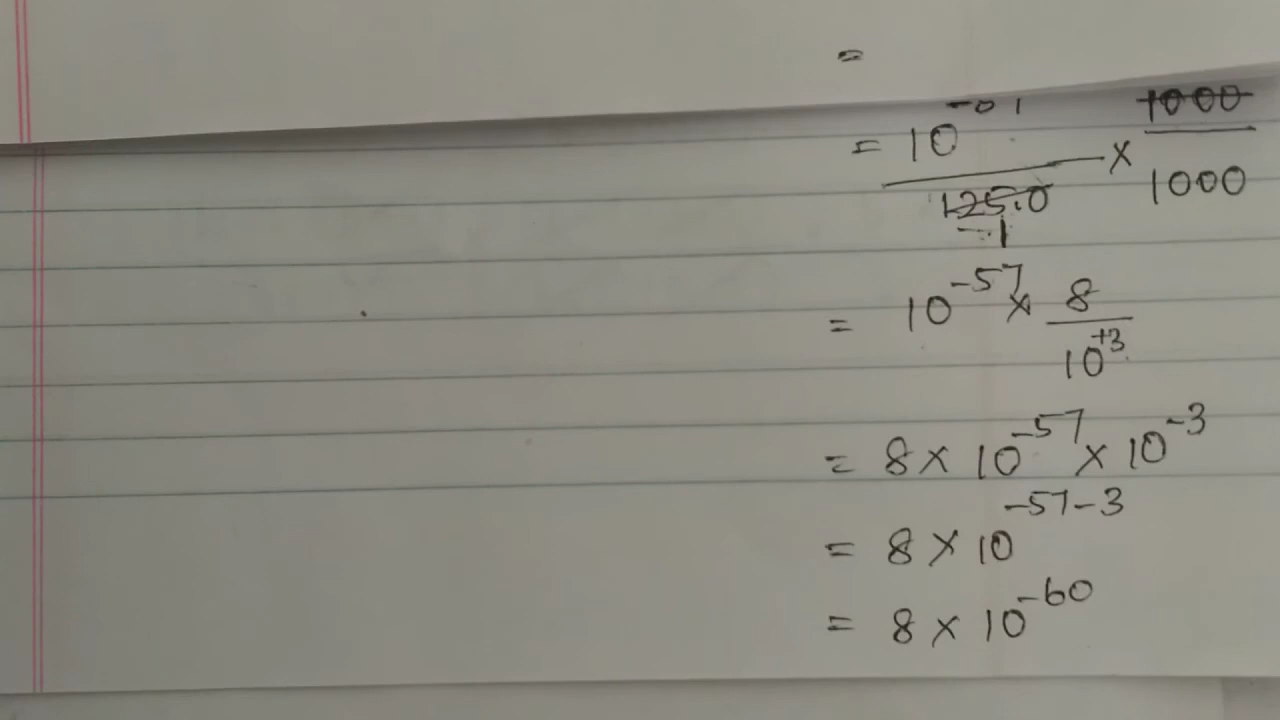 =
= 10 / 125.0 × 1000 / 1000
1
= 10^-57 × 8 / 10^+3
= 8 × 10^-57 × 10^-3
= 8 × 10^-57-3
= 8 × 10^-60